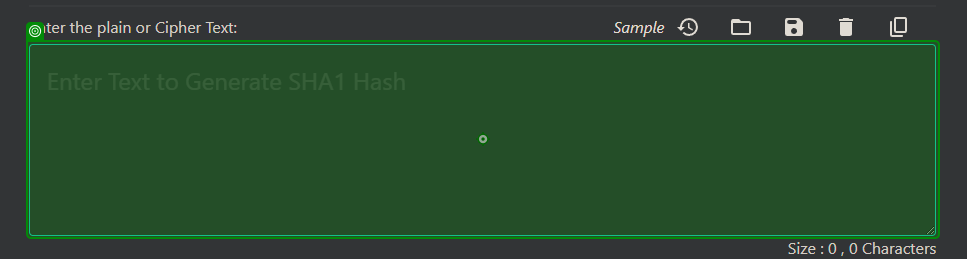 nter the plain or Cipher Text:
Sample
Enter Text to Generate SHA1 Hash
Size : 0 , 0 Characters